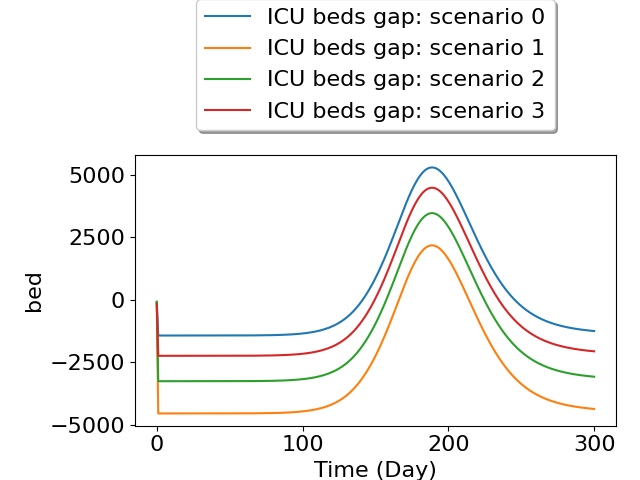 ICU beds gap: scenario 0
ICU beds gap: scenario 1
ICU beds gap: scenario 2
ICU beds gap: scenario 3
5000
2500
0
−2500
−5000
bed
0 100 200 300
Time (Day)